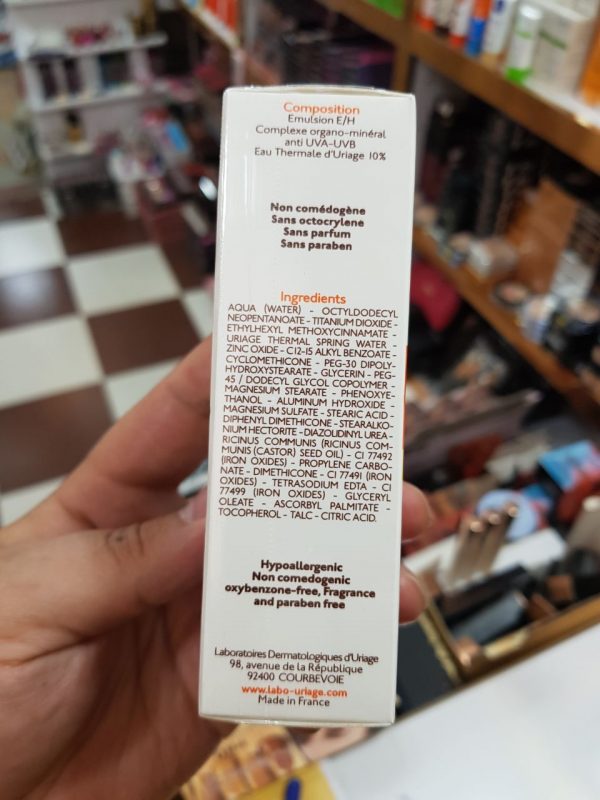 Composition
Emulsion E/H
Complexe organo-minéral
anti UVA-UVB
Eau Thermale d'Uriage 10%
Non comédogène
Sans octocrylene
Sans parfum
Sans paraben
Ingredients
AQUA (WATER) - OCTYLDODECYL
NEOPENTANOATE - TITANIUM DIOXIDE -
ETHYLHEXYL METHOXYCINNAMATE -
URIAGE THERMAL SPRING WATER -
ZINC OXIDE - C12-15 ALKYL BENZOATE -
CYCLOMETHICONE - PEG-30 DIPOLY-
HYDROXYSTEARATE - GLYCERIN - PEG-
45 / DODECYL GLYCOL COPOLYMER -
MAGNESIUM STEARATE - PHENOXYE-
THANOL - ALUMINUM HYDROXIDE -
MAGNESIUM SULFATE - STEARIC ACID -
DIPHENYL DIMETHICONE - STEARALKO-
NIUM HECTORITE - DIAZOLIDINYL UREA -
RICINUS COMMUNIS (RICINUS COM-
MUNIS (CASTOR) SEED OIL) - CI 77492
(IRON OXIDES) - PROPYLENE CARBO-
NATE - DIMETHICONE - CI 77491 (IRON
OXIDES) - TETRASODIUM EDTA - CI
77499 (IRON OXIDES) - GLYCERYL
OLEATE - ASCORBYL PALMITATE -
TOCOPHEROL - TALC - CITRIC ACID.
Hypoallergenic
Non comedogenic
oxybenzone-free, Fragrance
and paraben free
Laboratoires Dermatologiques d'Uriage
98, avenue de la République
92400 COURBEVOIE
www.labo-uriage.com
Made in France